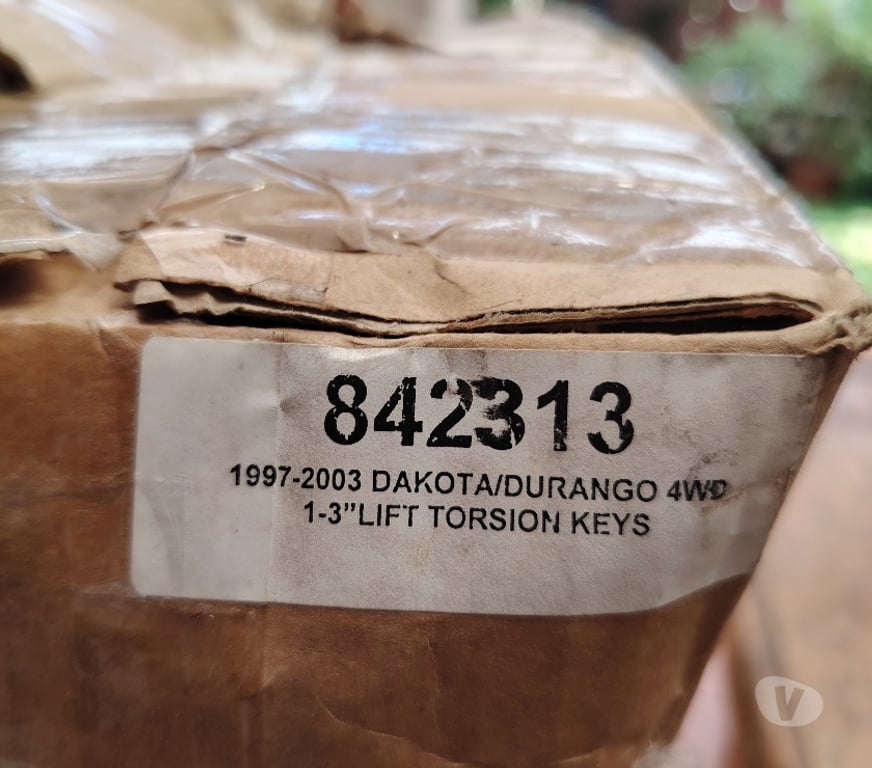 842313
1997-2003 DAKOTA/DURANGO 4WD
1-3”LIFT TORSION KEYS
V